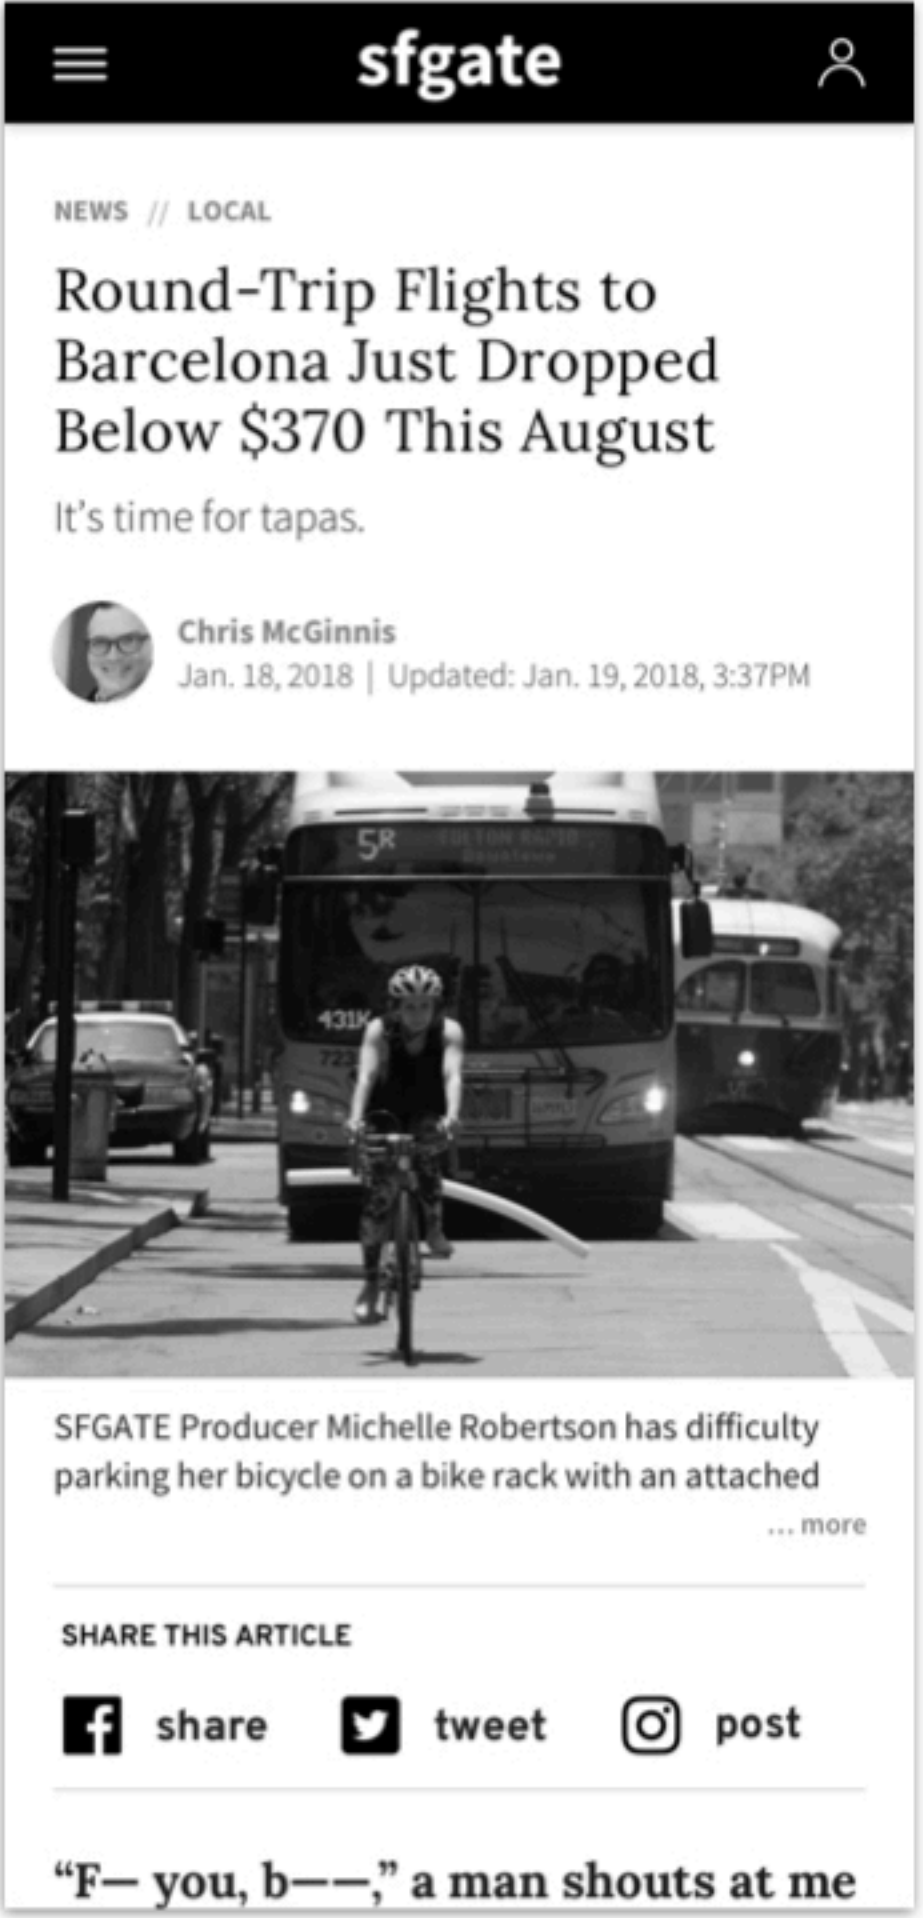 sfgate
NEWS // LOCAL
Round-Trip Flights to
Barcelona Just Dropped
Below $370 This August
It's time for tapas.
Chris McGinnis
Jan. 18, 2018 | Updated: Jan. 19, 2018, 3:37PM
5R FULTON RAPID
431K
SFGATE Producer Michelle Robertson has difficulty
parking her bicycle on a bike rack with an attached
... more
SHARE THIS ARTICLE
share tweet post
“F— you, b——,” a man shouts at me